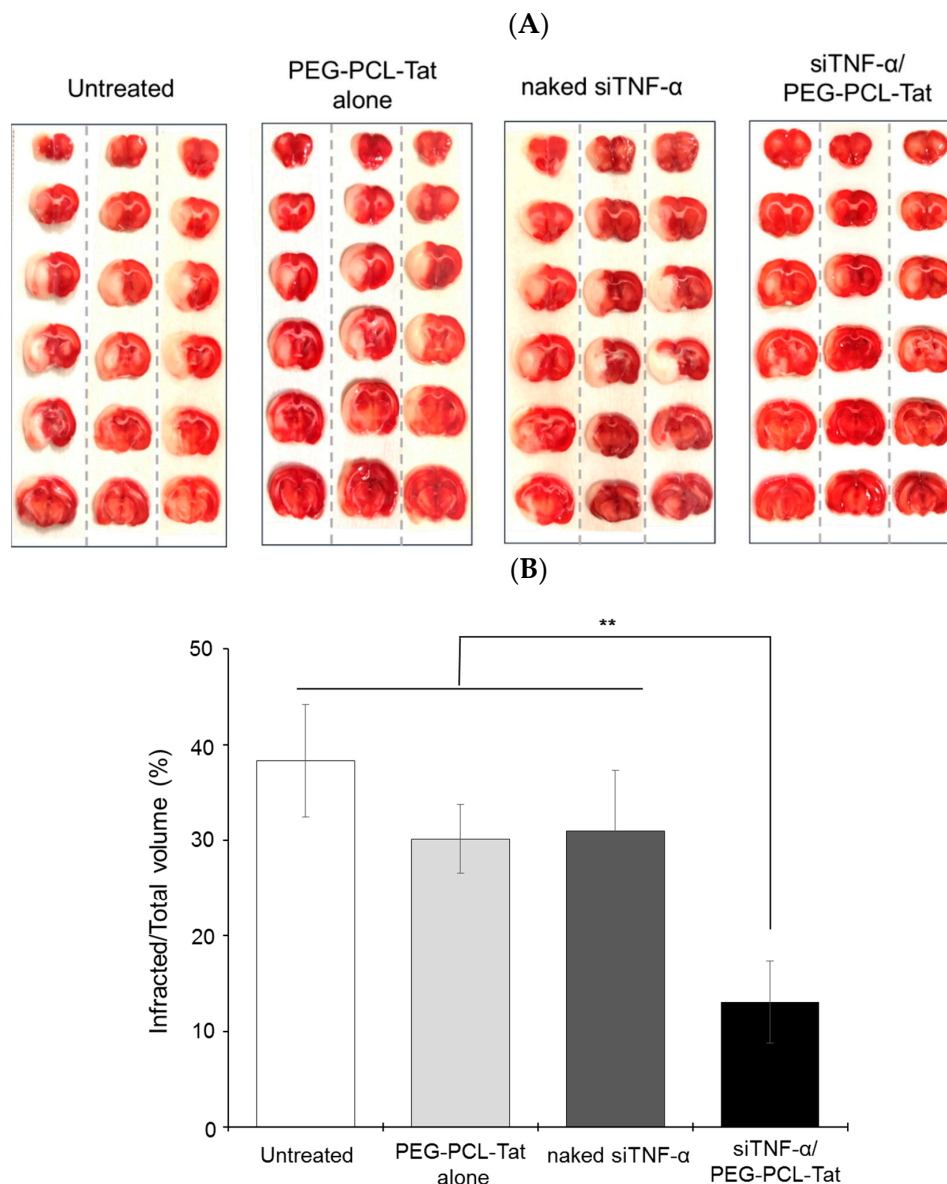 (A)
Untreated
PEG-PCL-Tat
alone
naked siTNF-α
siTNF-α/
PEG-PCL-Tat
(B)
**
50
40
30
20
10
0
Infracted/Total volume (%)
Untreated
PEG-PCL-Tat
alone
naked siTNF-α
siTNF-α/
PEG-PCL-Tat